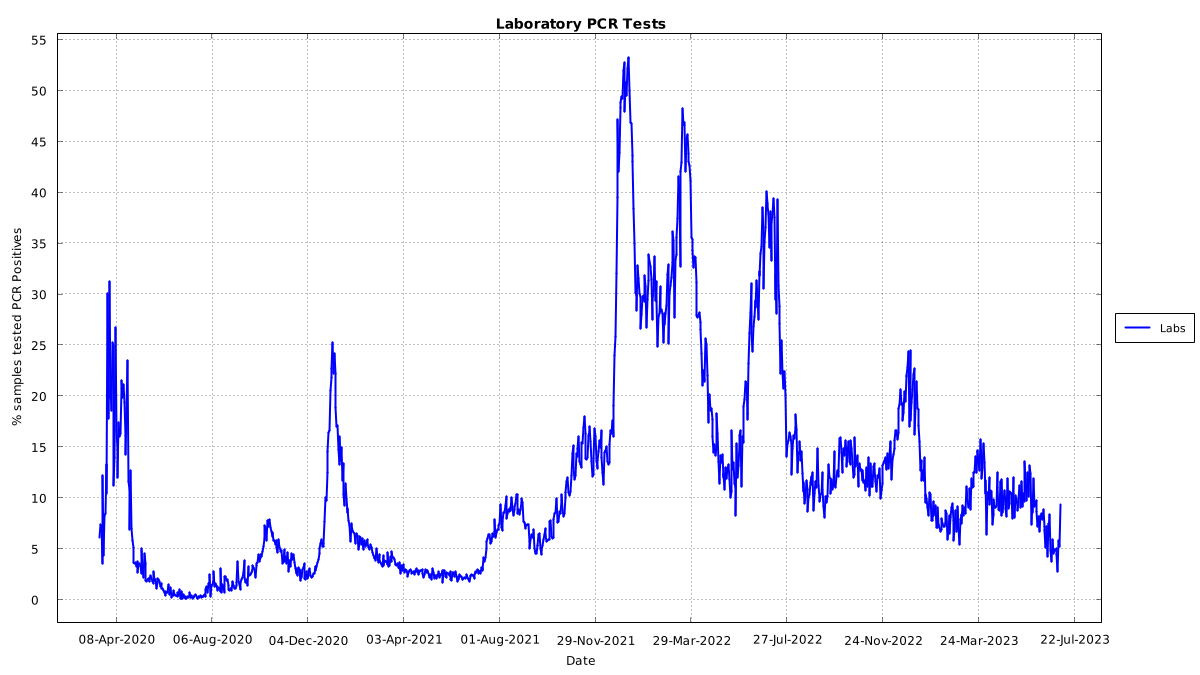 Laboratory PCR Tests
55
50
45
40
35
30
25
20
15
10
5
0
% samples tested PCR Positives
08-Apr-2020 06-Aug-2020 04-Dec-2020 03-Apr-2021 01-Aug-2021 29-Nov-2021 29-Mar-2022 27-Jul-2022 24-Nov-2022 24-Mar-2023 22-Jul-2023
Date
Labs